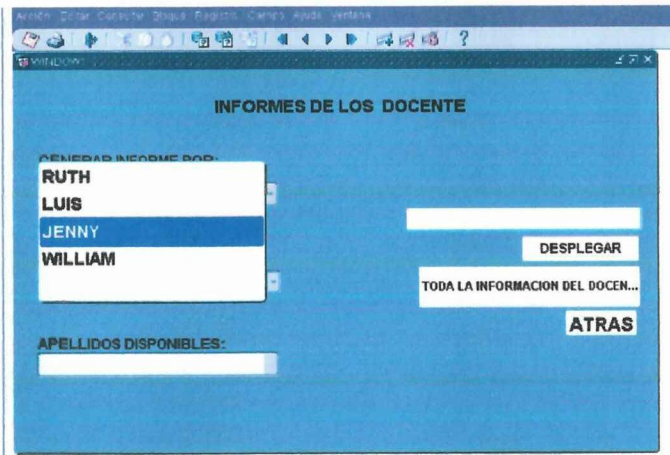 Acción Editar Consultar Bloque Registro Campo Ayuda Ventana
WINDOW1
INFORMES DE LOS DOCENTE
GENERAR INFORME POR:
RUTH
LUIS
JENNY
WILLIAM
DESPLEGAR
TODA LA INFORMACION DEL DOCEN...
ATRAS
APELLIDOS DISPONIBLES: